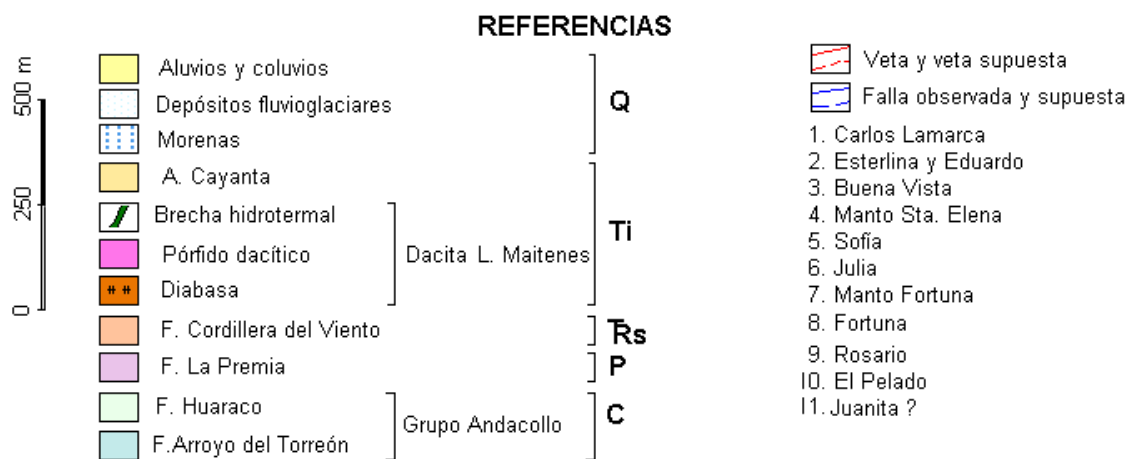 REFERENCIAS
500 m
250
0
Aluvios y coluvios
Depósitos fluvioglaciares
Morenas
Q
A. Cayanta
Brecha hidrotermal
Pórfido dacítico
Diabasa
Dacita L. Maitenes
Ti
F. Cordillera del Viento
TRs
F. La Premia
P
F. Huaraco
F.Arroyo del Torreón
Grupo Andacollo
C
Veta y veta supuesta
Falla observada y supuesta
1. Carlos Lamarca
2. Esterlina y Eduardo
3. Buena Vista
4. Manto Sta. Elena
5. Sofía
6. Julia
7. Manto Fortuna
8. Fortuna
9. Rosario
10. El Pelado
11. Juanita ?